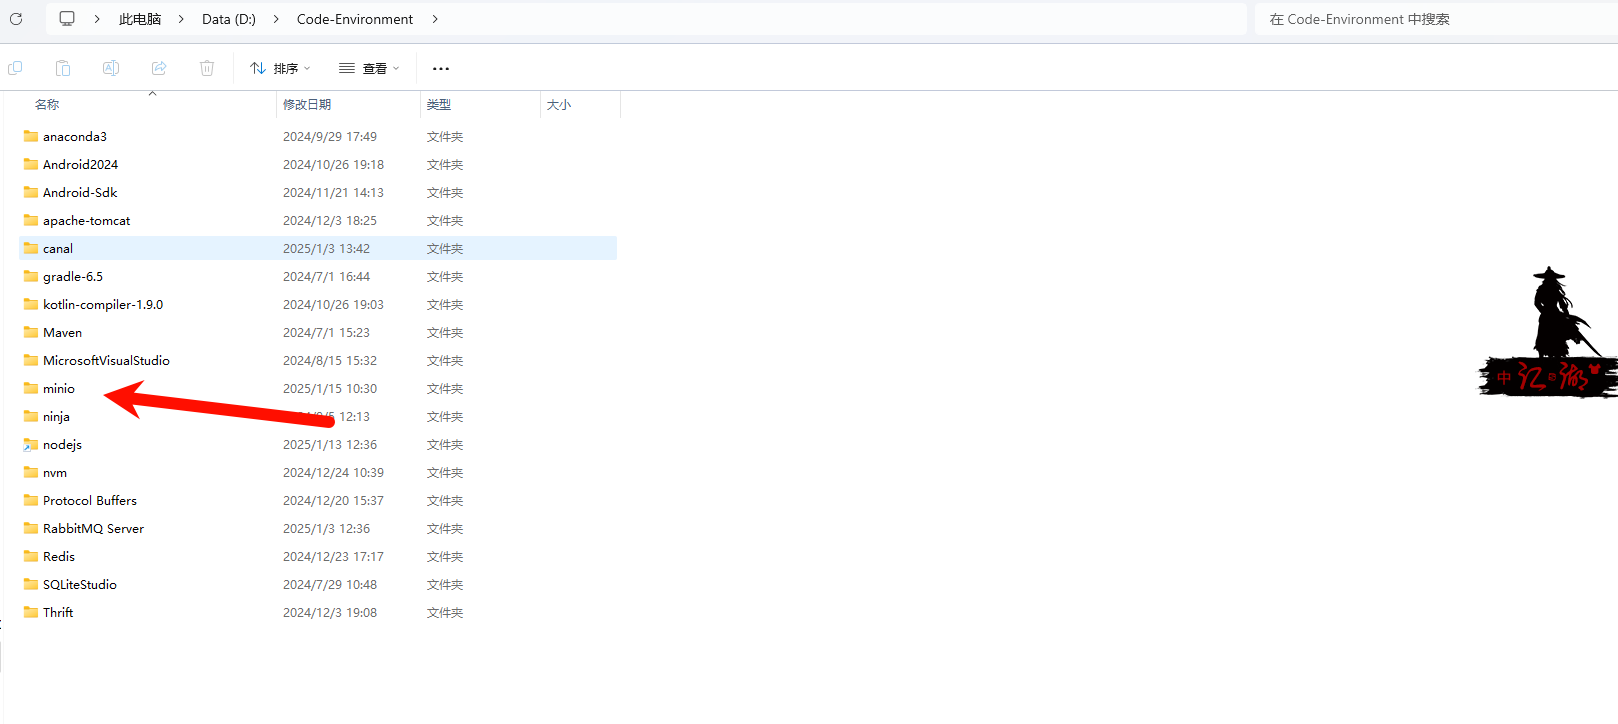 此电脑 Data (D:) Code-Environment 在 Code-Environment 中搜索
排序 查看 ...
名称 修改日期 类型 大小
anaconda3 2024/9/29 17:49 文件夹
Android2024 2024/10/26 19:18 文件夹
Android-Sdk 2024/11/21 14:13 文件夹
apache-tomcat 2024/12/3 18:25 文件夹
canal 2025/1/3 13:42 文件夹
gradle-6.5 2024/7/1 16:44 文件夹
kotlin-compiler-1.9.0 2024/10/26 19:03 文件夹
Maven 2024/7/1 15:23 文件夹
MicrosoftVisualStudio 2024/8/15 15:32 文件夹
minio 2025/1/15 10:30 文件夹
ninja 12:13 文件夹
nodejs 2025/1/13 12:36 文件夹
nvm 2024/12/24 10:39 文件夹
Protocol Buffers 2024/12/20 15:37 文件夹
RabbitMQ Server 2025/1/3 12:36 文件夹
Redis 2024/12/23 17:17 文件夹
SQLiteStudio 2024/7/29 10:48 文件夹
Thrift 2024/12/3 19:08 文件夹
中 江 湖